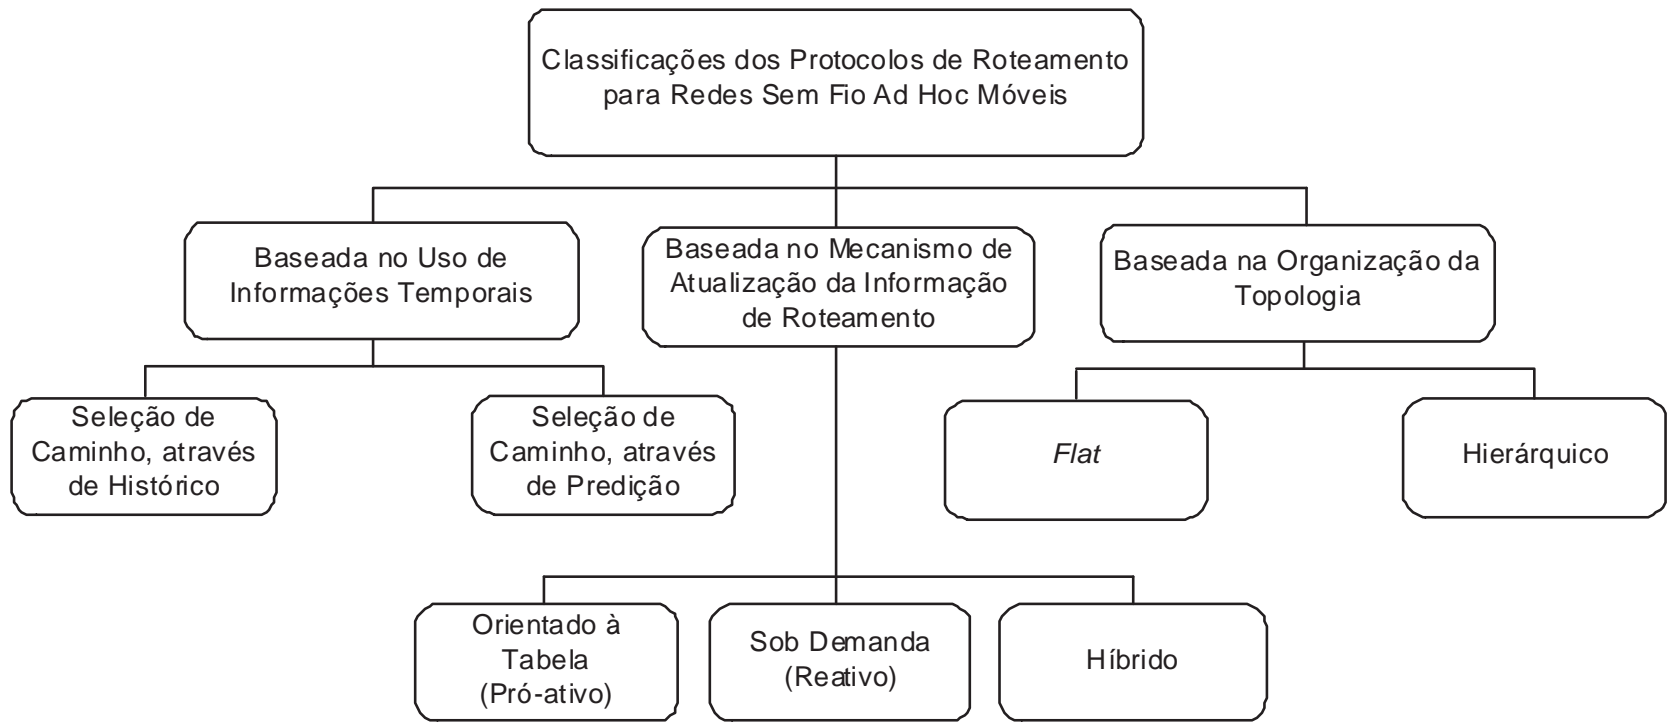 Classificações dos Protocolos de Roteamento
para Redes Sem Fio Ad Hoc Móveis
Baseada no Uso de
Informações Temporais
Baseada no Mecanismo de
Atualização da Informação
de Roteamento
Baseada na Organização da
Topologia
Seleção de
Caminho, através
de Histórico
Seleção de
Caminho, através
de Predição
Flat
Hierárquico
Orientado à
Tabela
(Pró-ativo)
Sob Demanda
(Reativo)
Híbrido